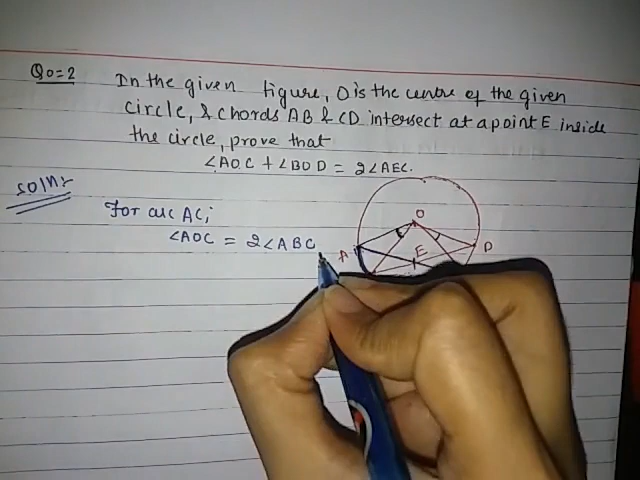 Qo=2 In the given figure, O is the centre of the given
circle, & chords AB & CD intersect at a point E inside
the circle, prove that
∠AOC + ∠BOD = 2∠AEC.
Soln:-
For arc AC;
∠AOC = 2∠ABC
O
A
E
D